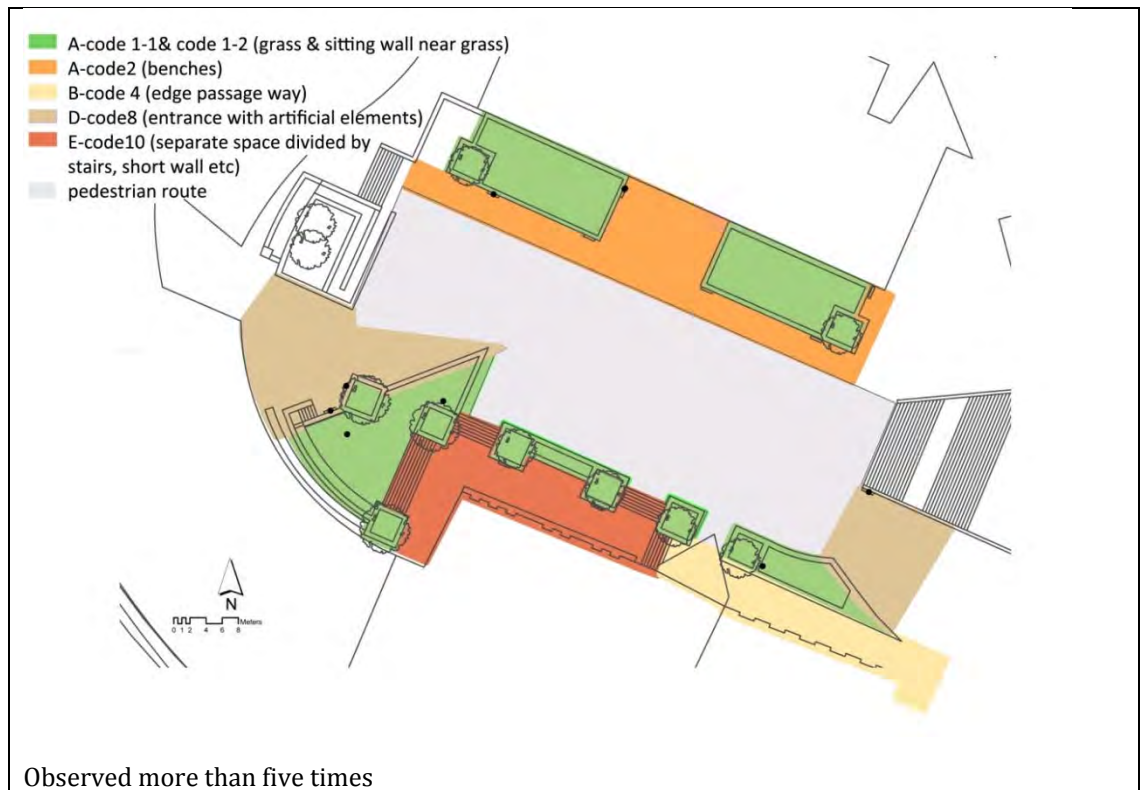 A-code 1-1& code 1-2 (grass & sitting wall near grass)
A-code2 (benches)
B-code 4 (edge passage way)
D-code8 (entrance with artificial elements)
E-code10 (separate space divided by
stairs, short wall etc)
pedestrian route
N
0 1 2 4 6 8 Meters
Observed more than five times